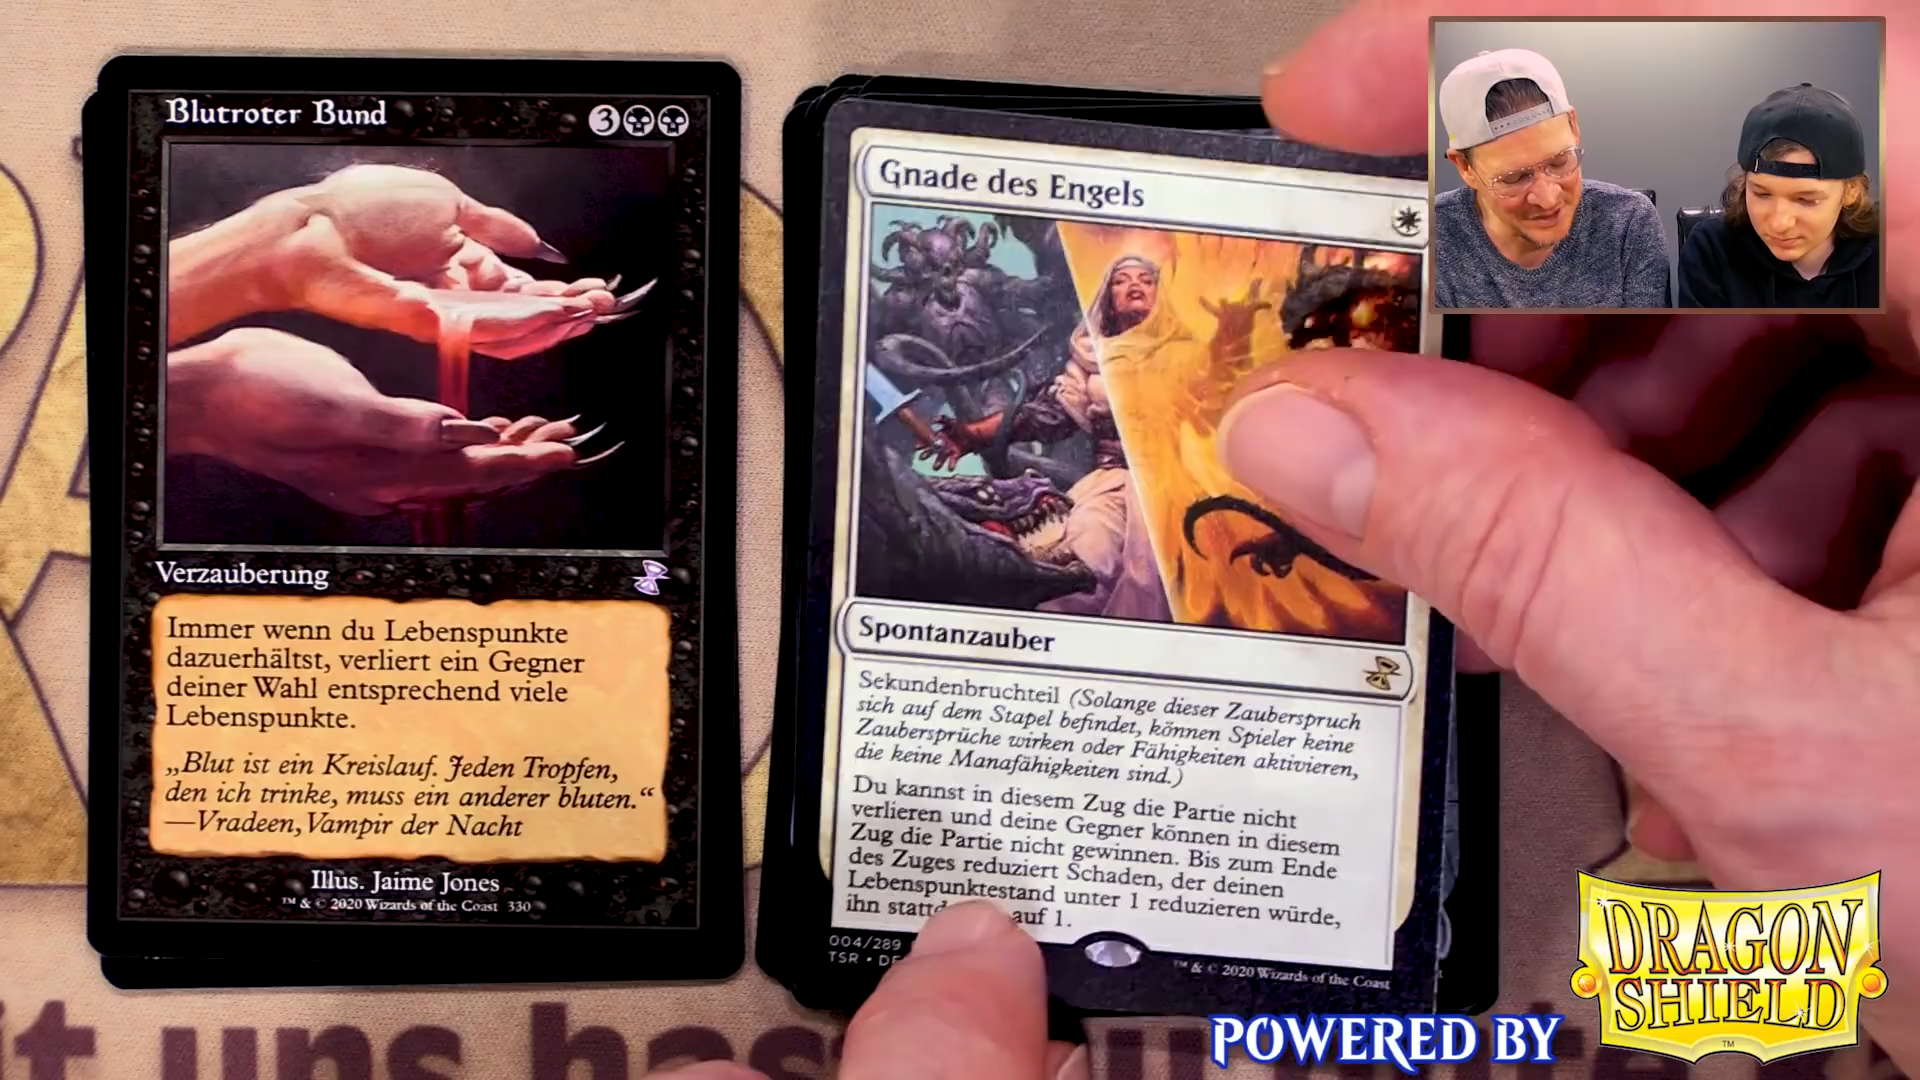 Blutroter Bund
3
Verzauberung
Immer wenn du Lebenspunkte
dazuerhältst, verliert ein Gegner
deiner Wahl entsprechend viele
Lebenspunkte.
„Blut ist ein Kreislauf. Jeden Tropfen,
den ich trinke, muss ein anderer bluten.“
—Vradeen, Vampir der Nacht
Illus. Jaime Jones
™ & © 2020 Wizards of the Coast 330
Gnade des Engels
Spontanzauber
Sekundenbruchteil (Solange dieser Zauberspruch
sich auf dem Stapel befindet, können Spieler keine
Zaubersprüche wirken oder Fähigkeiten aktivieren,
die keine Manafähigkeiten sind.)
Du kannst in diesem Zug die Partie nicht
verlieren und deine Gegner können in diesem
Zug die Partie nicht gewinnen. Bis zum Ende
des Zuges reduziert Schaden, der deinen
Lebenspunktestand unter 1 reduzieren würde,
ihn auf 1.
004/289
TSR • DE
™ & © 2020 Wizards of the Coast
it uns
POWERED BY
DRAGON
SHIELD
™